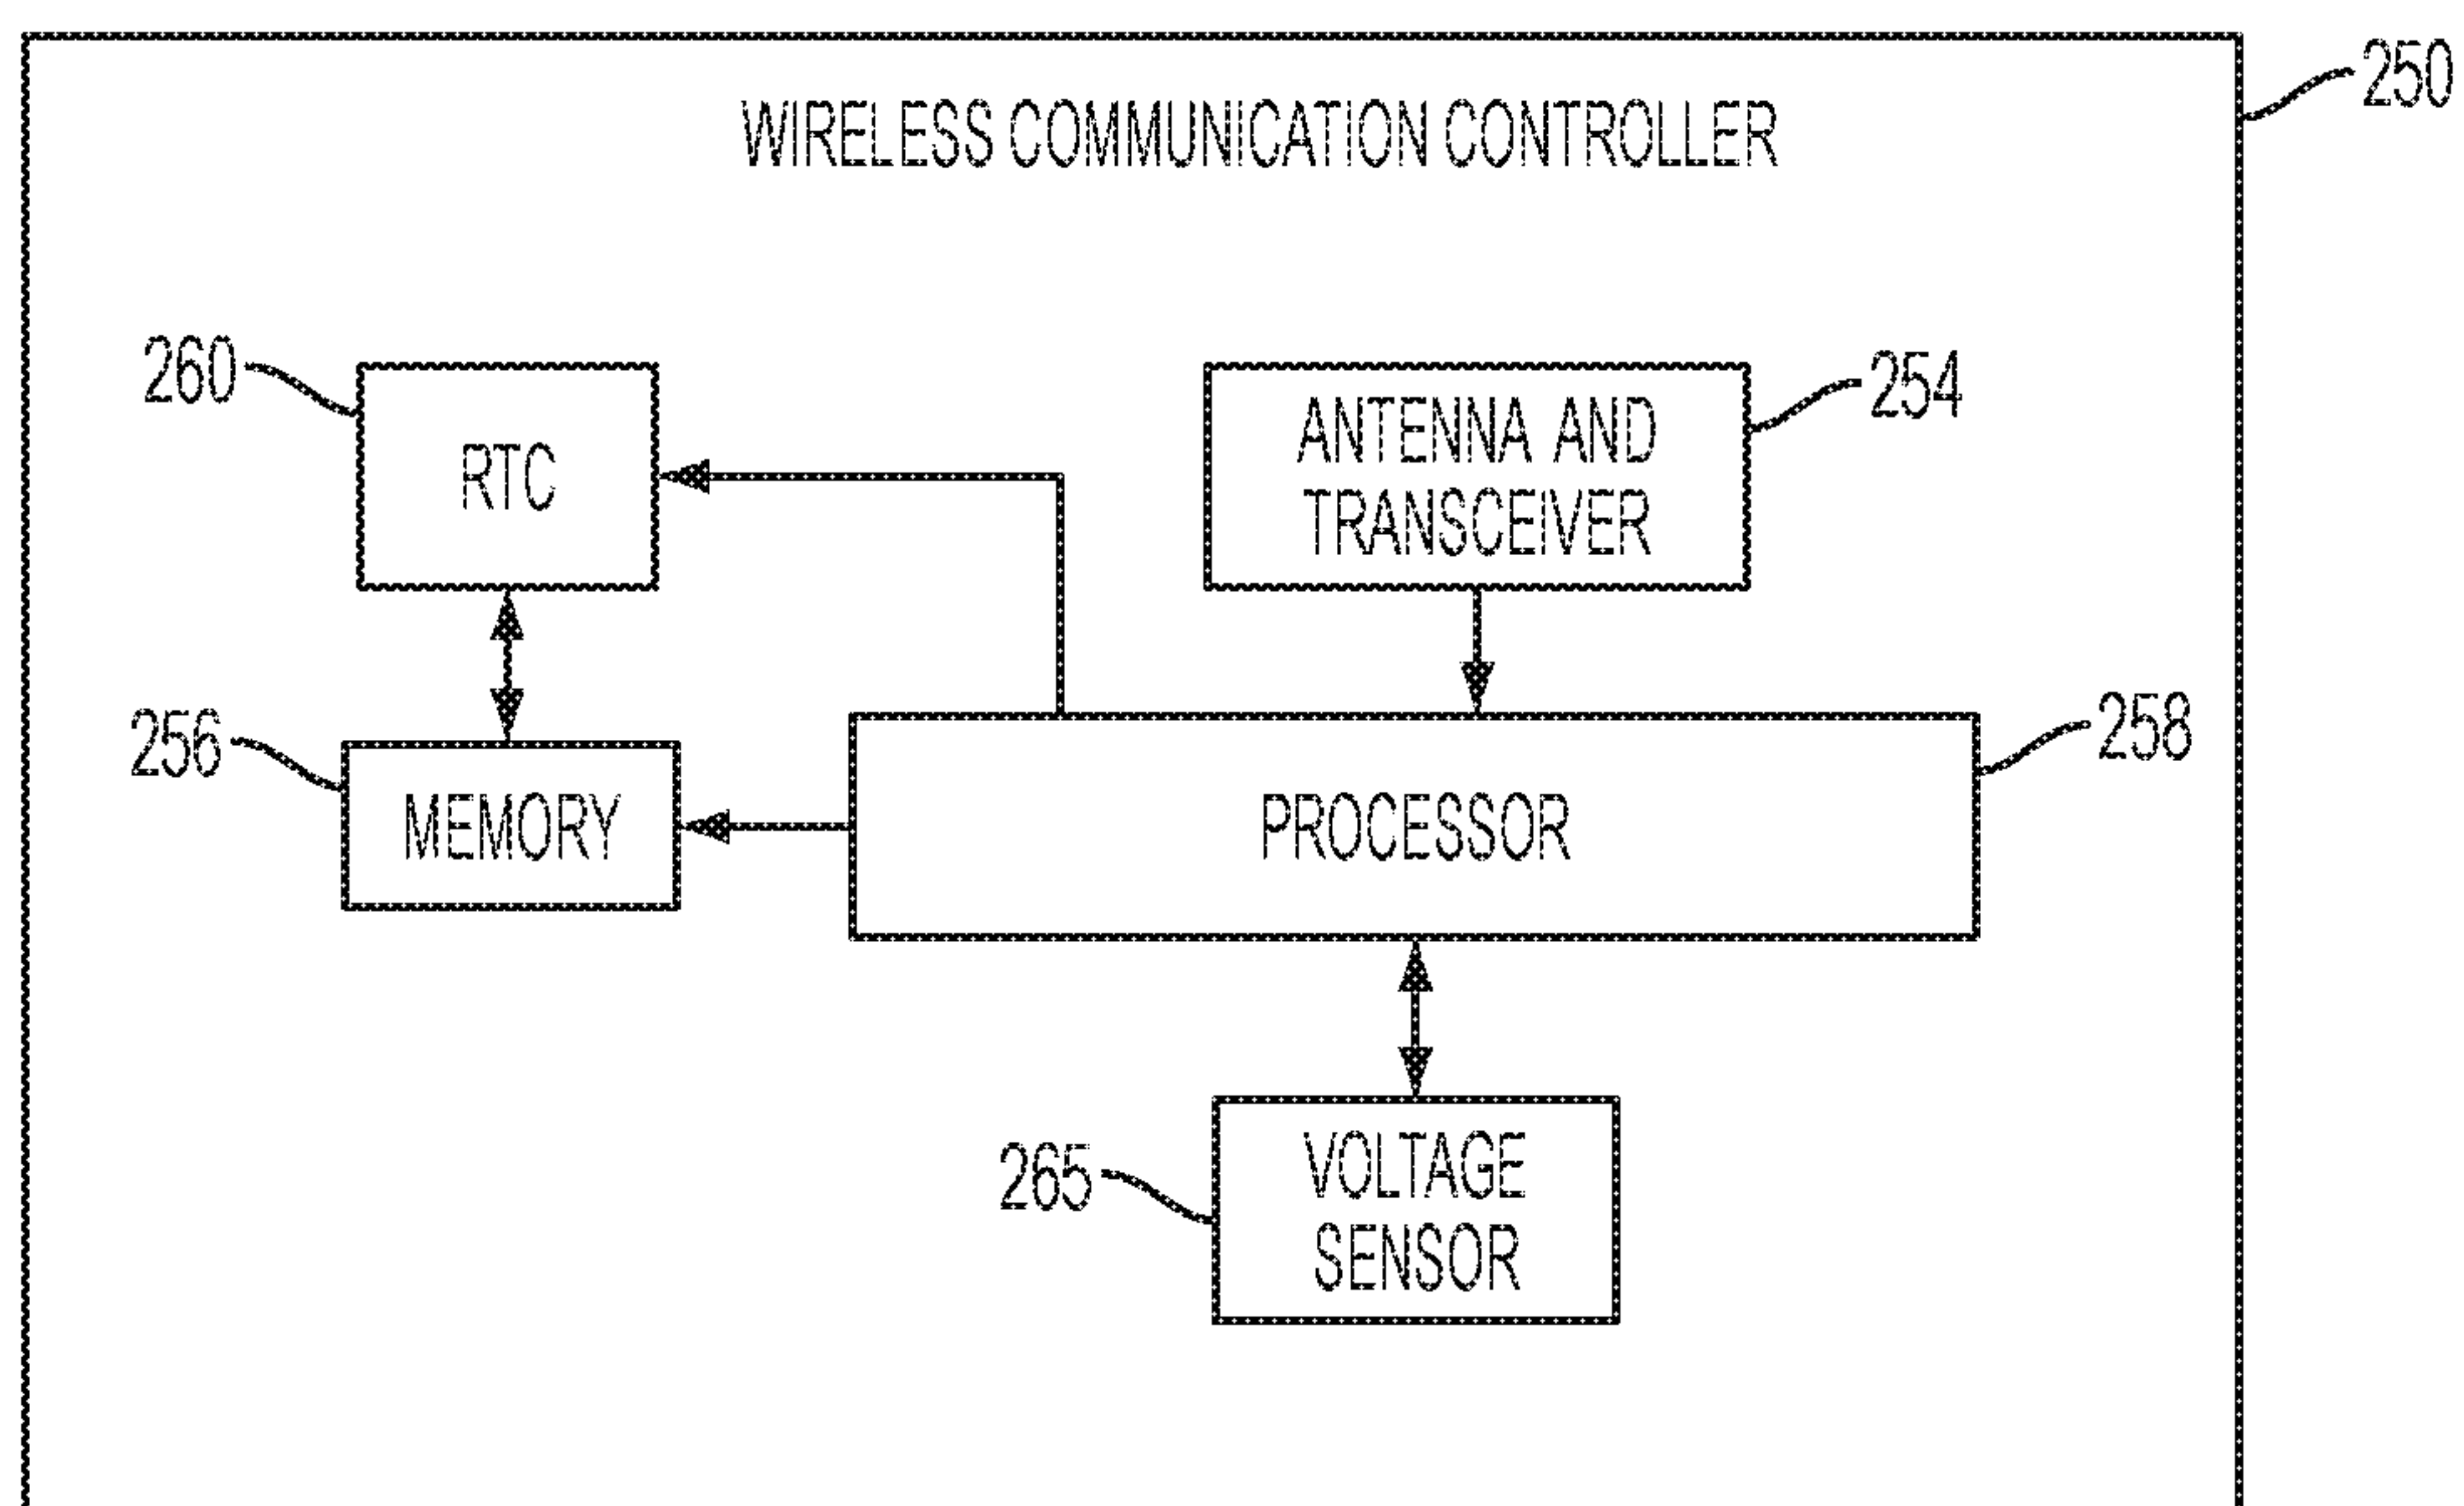 250
WIRELESS COMMUNICATION CONTROLLER
260
RTC
ANTENNA AND
TRANSCEIVER
254
256
MEMORY
PROCESSOR
258
265
VOLTAGE
SENSOR